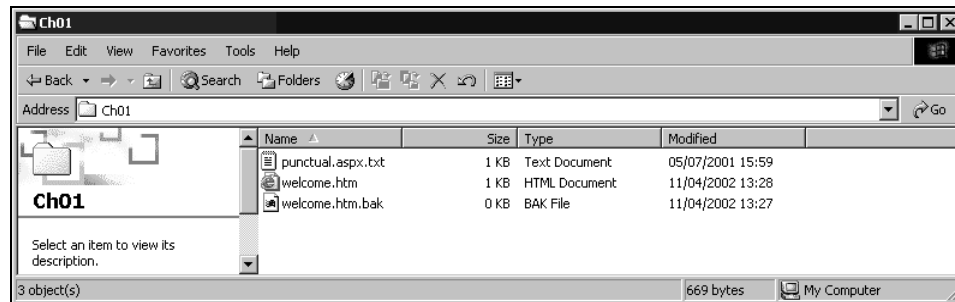 Ch01
File Edit View Favorites Tools Help
Back Search Folders
Address Ch01 Go
Name Size Type Modified
punctual.aspx.txt 1 KB Text Document 05/07/2001 15:59
welcome.htm 1 KB HTML Document 11/04/2002 13:28
welcome.htm.bak 0 KB BAK File 11/04/2002 13:27
Ch01
Select an item to view its
description.
3 object(s) 669 bytes My Computer